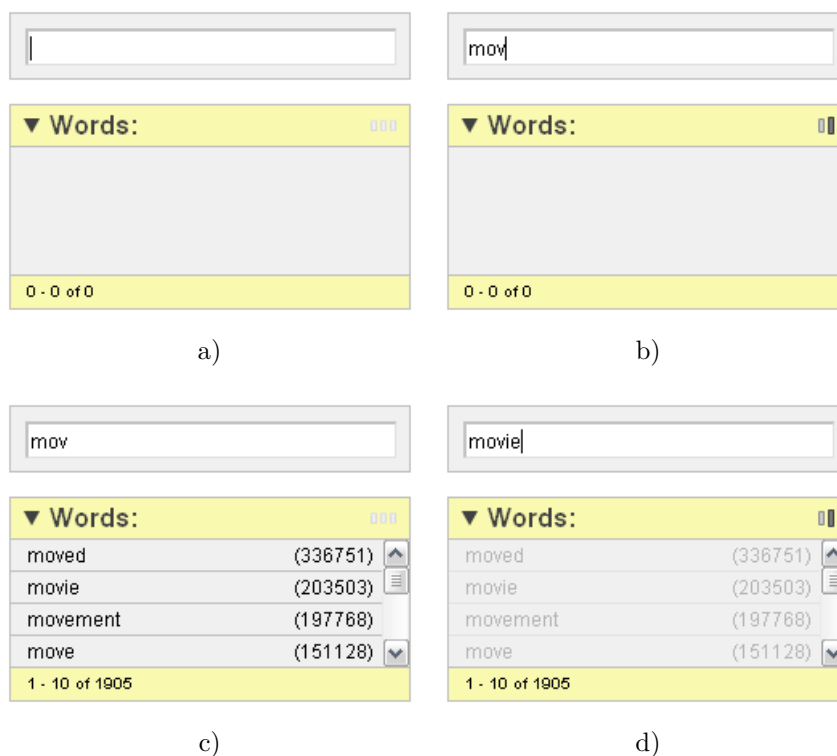 mov
▼ Words:
▼ Words:
0 - 0 of 0
0 - 0 of 0
a)
b)
mov
movie
▼ Words:
▼ Words:
moved (336751)
movie (203503)
movement (197768)
move (151128)
1 - 10 of 1905
moved (336751)
movie (203503)
movement (197768)
move (151128)
1 - 10 of 1905
c)
d)